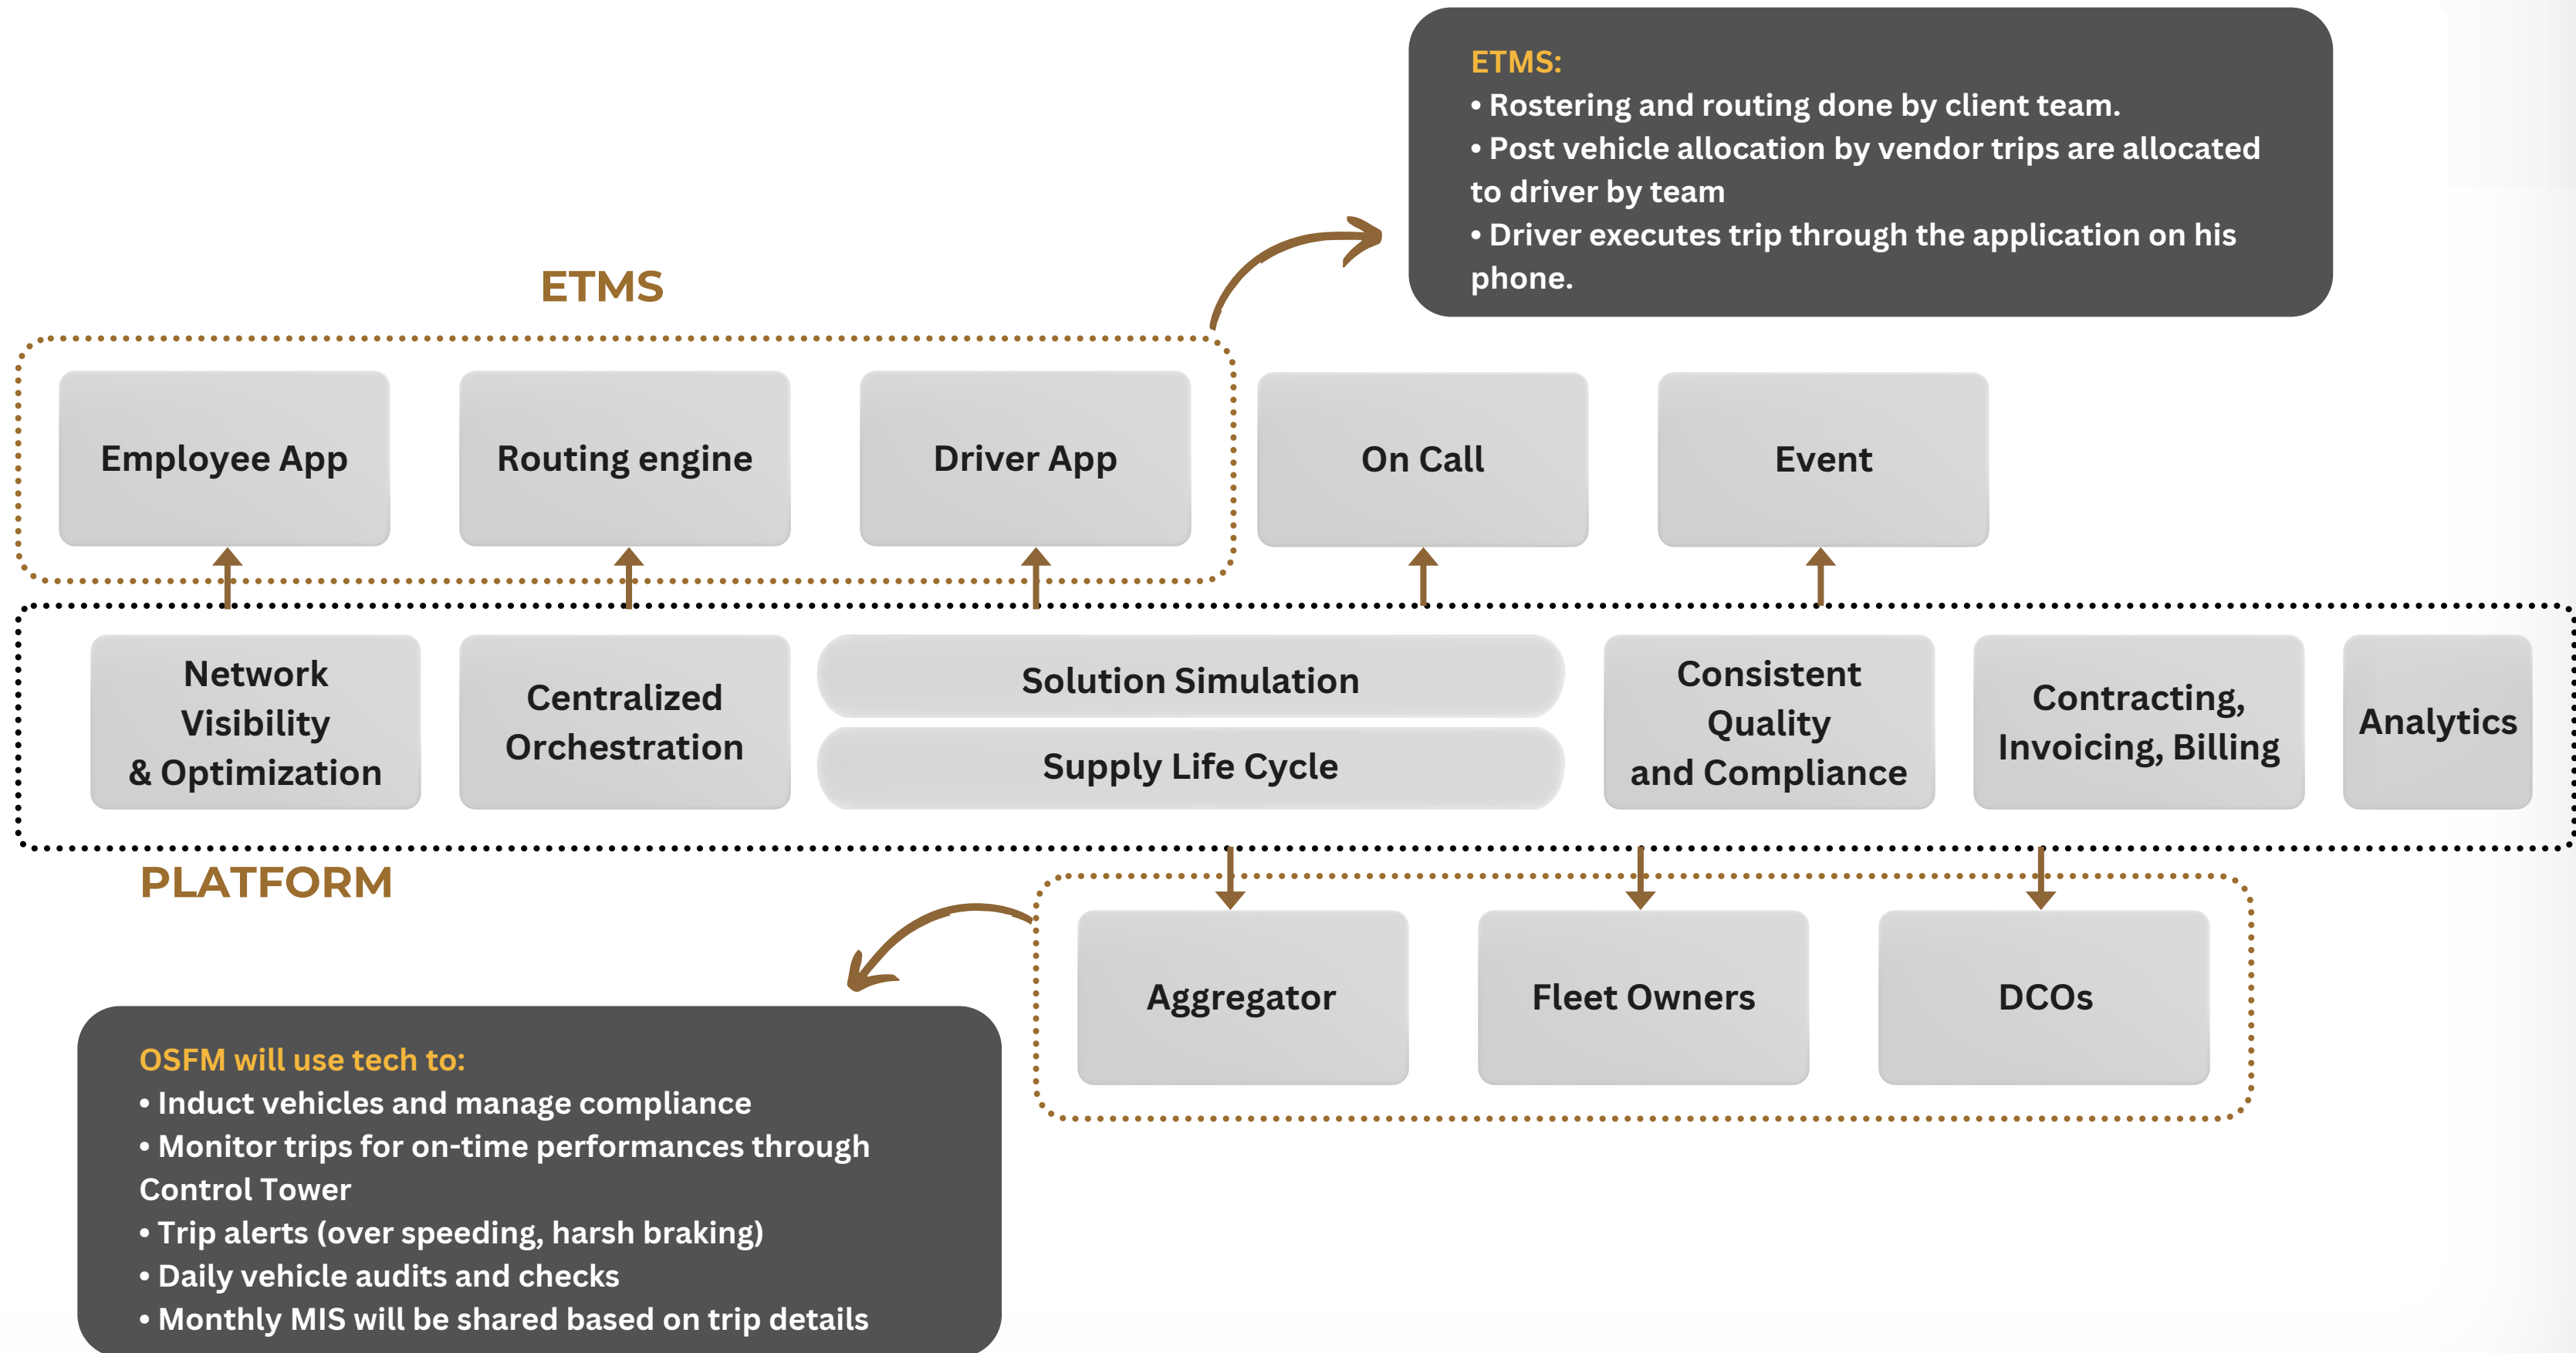 ETMS:
• Rostering and routing done by client team.
• Post vehicle allocation by vendor trips are allocated
to driver by team
• Driver executes trip through the application on his
phone.
ETMS
Employee App
Routing engine
Driver App
On Call
Event
Network
Visibility
& Optimization
Centralized
Orchestration
Solution Simulation
Supply Life Cycle
Consistent
Quality
and Compliance
Contracting,
Invoicing, Billing
Analytics
PLATFORM
Aggregator
Fleet Owners
DCOs
OSFM will use tech to:
• Induct vehicles and manage compliance
• Monitor trips for on-time performances through
Control Tower
• Trip alerts (over speeding, harsh braking)
• Daily vehicle audits and checks
• Monthly MIS will be shared based on trip details